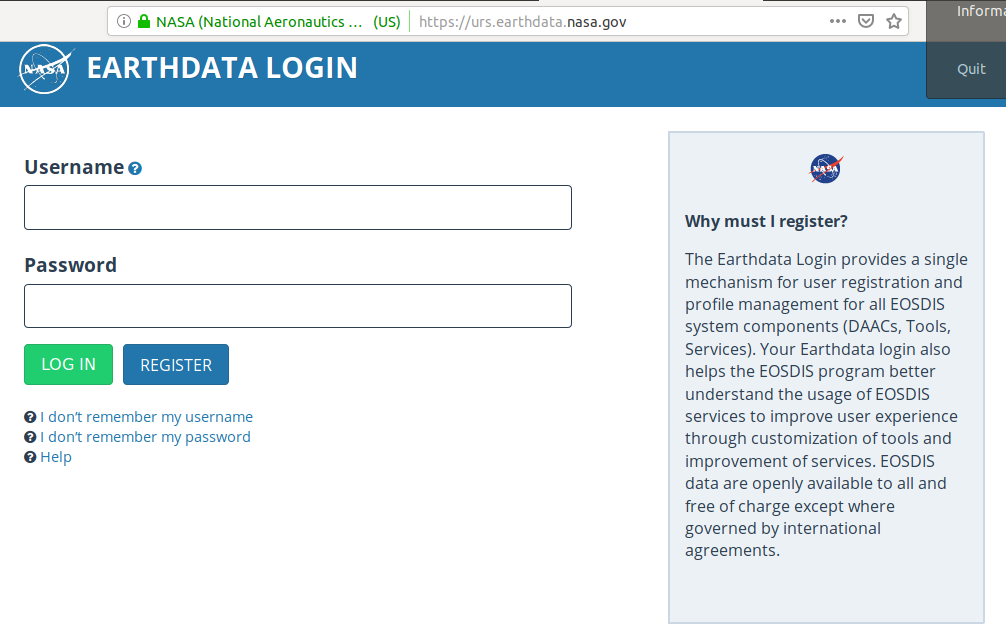 NASA (National Aeronautics ... (US) https://urs.earthdata.nasa.gov
Quit
NASA EARTHDATA LOGIN
Username
Password
LOG IN REGISTER
I don't remember my username
I don't remember my password
Help
NASA
Why must I register?
The Earthdata Login provides a single
mechanism for user registration and
profile management for all EOSDIS
system components (DAACs, Tools,
Services). Your Earthdata login also
helps the EOSDIS program better
understand the usage of EOSDIS
services to improve user experience
through customization of tools and
improvement of services. EOSDIS
data are openly available to all and
free of charge except where
governed by international
agreements.